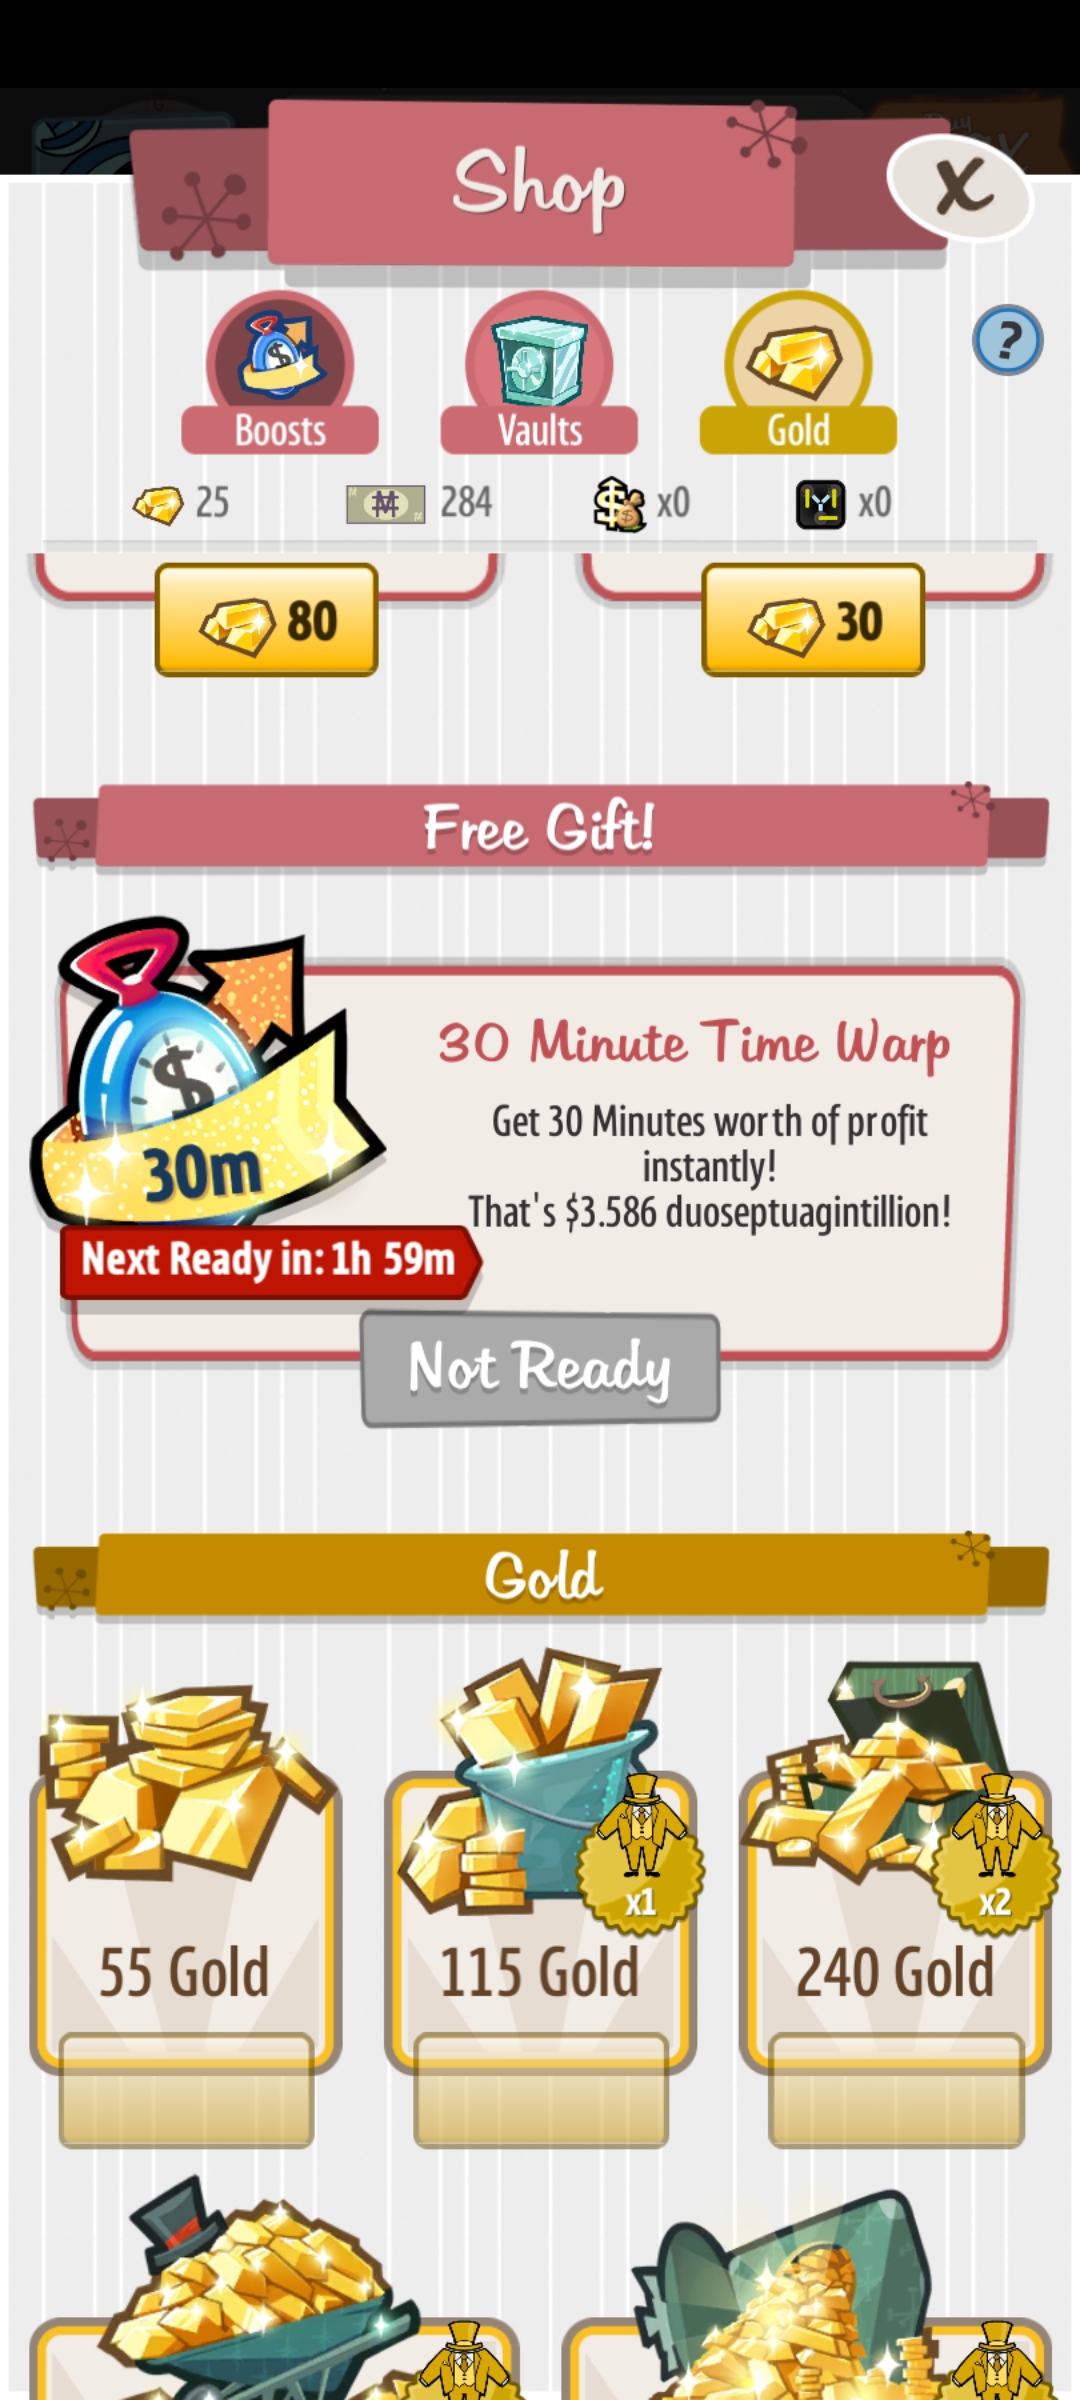 Shop
X
?
Boosts
Vaults
Gold
25
284
x0
x0
80
30
Free Gift!
30 Minute Time Warp
Get 30 Minutes worth of profit
instantly!
That's $3.586 duoseptuagintillion!
30m
Next Ready in: 1h 59m
Not Ready
Gold
x1
x2
55 Gold
115 Gold
240 Gold